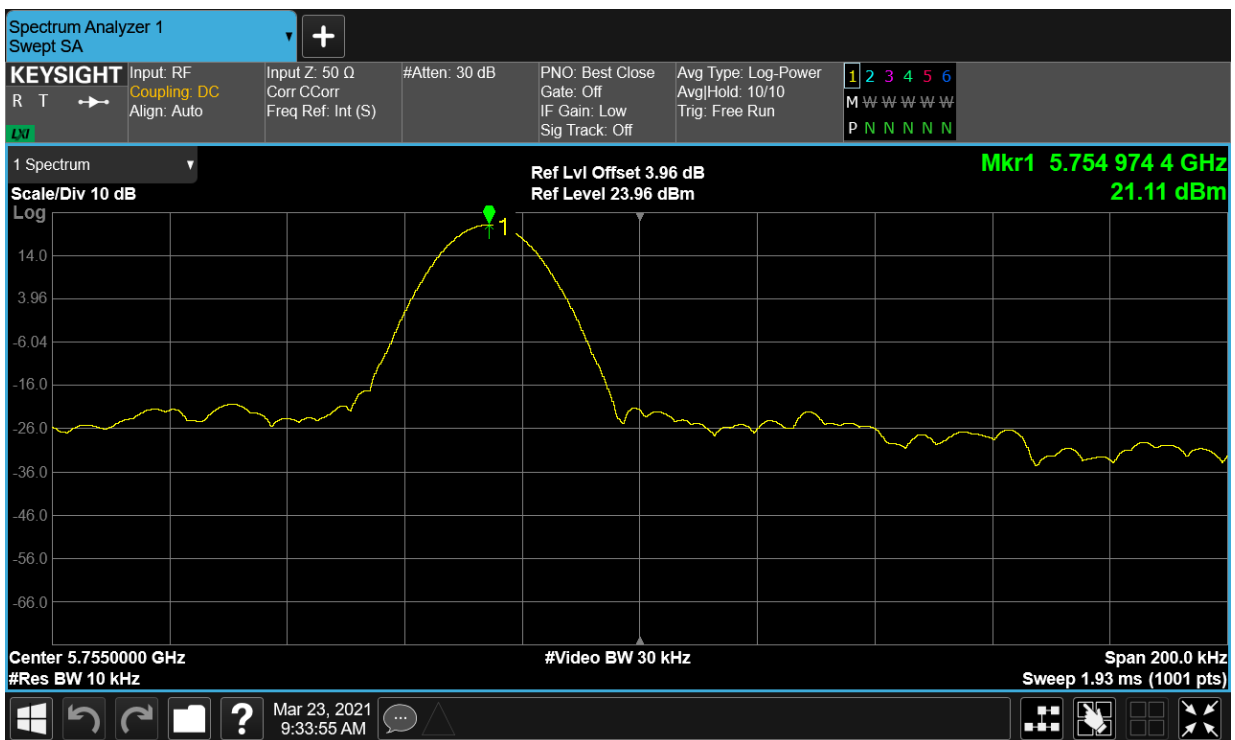 Spectrum Analyzer 1
Swept SA
+
KEYSIGHT
R T
LXI
Input: RF
Coupling: DC
Align: Auto
Input Z: 50 Ω
Corr CCorr
Freq Ref: Int (S)
#Atten: 30 dB
PNO: Best Close
Gate: Off
IF Gain: Low
Sig Track: Off
Avg Type: Log-Power
Avg|Hold: 10/10
Trig: Free Run
1 2 3 4 5 6
M W W W W W
P N N N N N
1 Spectrum
Scale/Div 10 dB
Log
Ref Lvl Offset 3.96 dB
Ref Level 23.96 dBm
Mkr1 5.754 974 4 GHz
21.11 dBm
1
14.0
3.96
-6.04
-16.0
-26.0
-36.0
-46.0
-56.0
-66.0
Center 5.7550000 GHz
#Res BW 10 kHz
#Video BW 30 kHz
Span 200.0 kHz
Sweep 1.93 ms (1001 pts)
?
Mar 23, 2021
9:33:55 AM